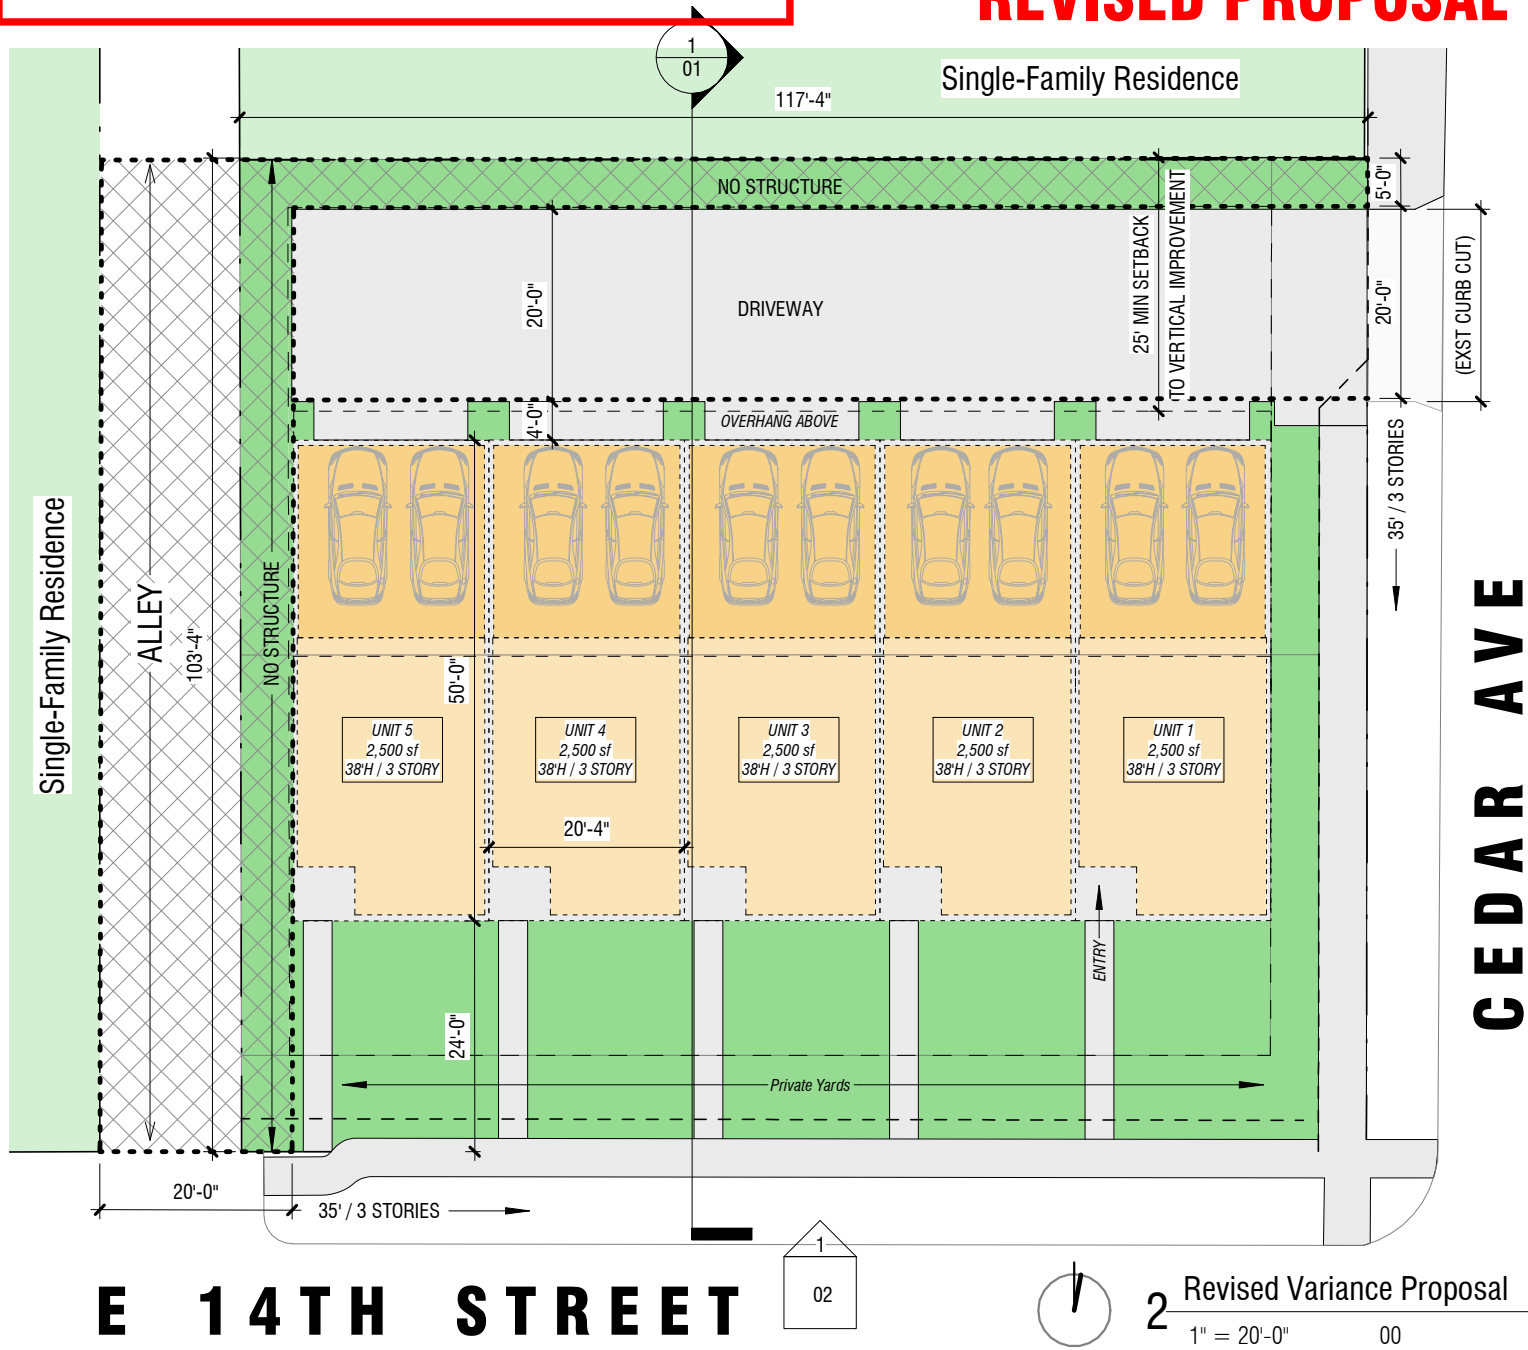 REVISED PROPOSAL
1
01
Single-Family Residence
117'-4"
NO STRUCTURE
5'-0"
25' MIN SETBACK
TO VERTICAL IMPROVEMENT
20'-0"
DRIVEWAY
20'-0"
(EXST CURB CUT)
4'-0"
OVERHANG ABOVE
35' / 3 STORIES
Single-Family Residence
ALLEY
103'-4"
NO STRUCTURE
50'-0"
CEDAR AVE
UNIT 5
2,500 sf
38'H / 3 STORY
UNIT 4
2,500 sf
38'H / 3 STORY
UNIT 3
2,500 sf
38'H / 3 STORY
UNIT 2
2,500 sf
38'H / 3 STORY
UNIT 1
2,500 sf
38'H / 3 STORY
20'-4"
ENTRY
24'-0"
Private Yards
20'-0"
35' / 3 STORIES
1
02
E 14TH STREET
2
Revised Variance Proposal
1" = 20'-0"
00